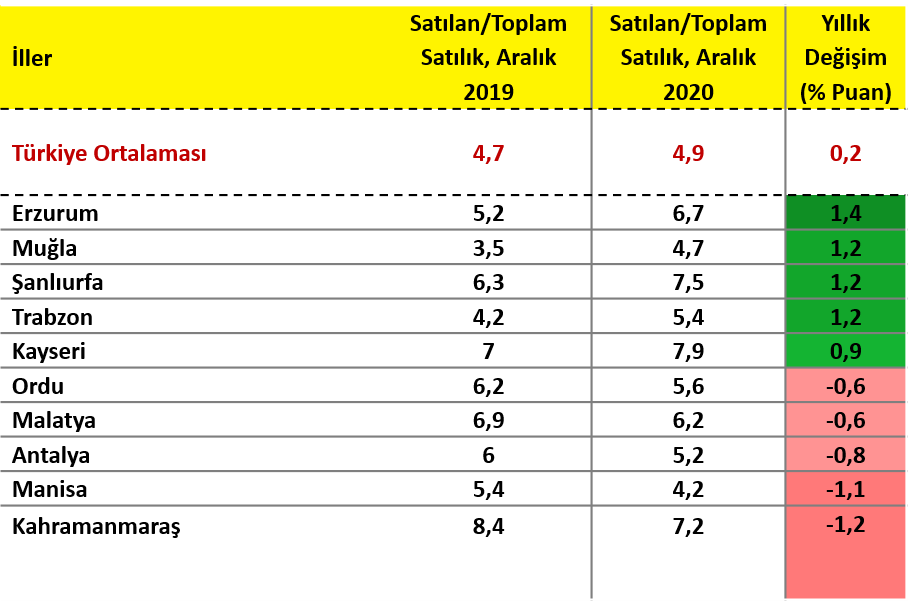 İller Satılan/Toplam Satılık, Aralık 2019 Satılan/Toplam Satılık, Aralık 2020 Yıllık Değişim (% Puan)
Türkiye Ortalaması 4,7 4,9 0,2
Erzurum 5,2 6,7 1,4
Muğla 3,5 4,7 1,2
Şanlıurfa 6,3 7,5 1,2
Trabzon 4,2 5,4 1,2
Kayseri 7 7,9 0,9
Ordu 6,2 5,6 -0,6
Malatya 6,9 6,2 -0,6
Antalya 6 5,2 -0,8
Manisa 5,4 4,2 -1,1
Kahramanmaraş 8,4 7,2 -1,2